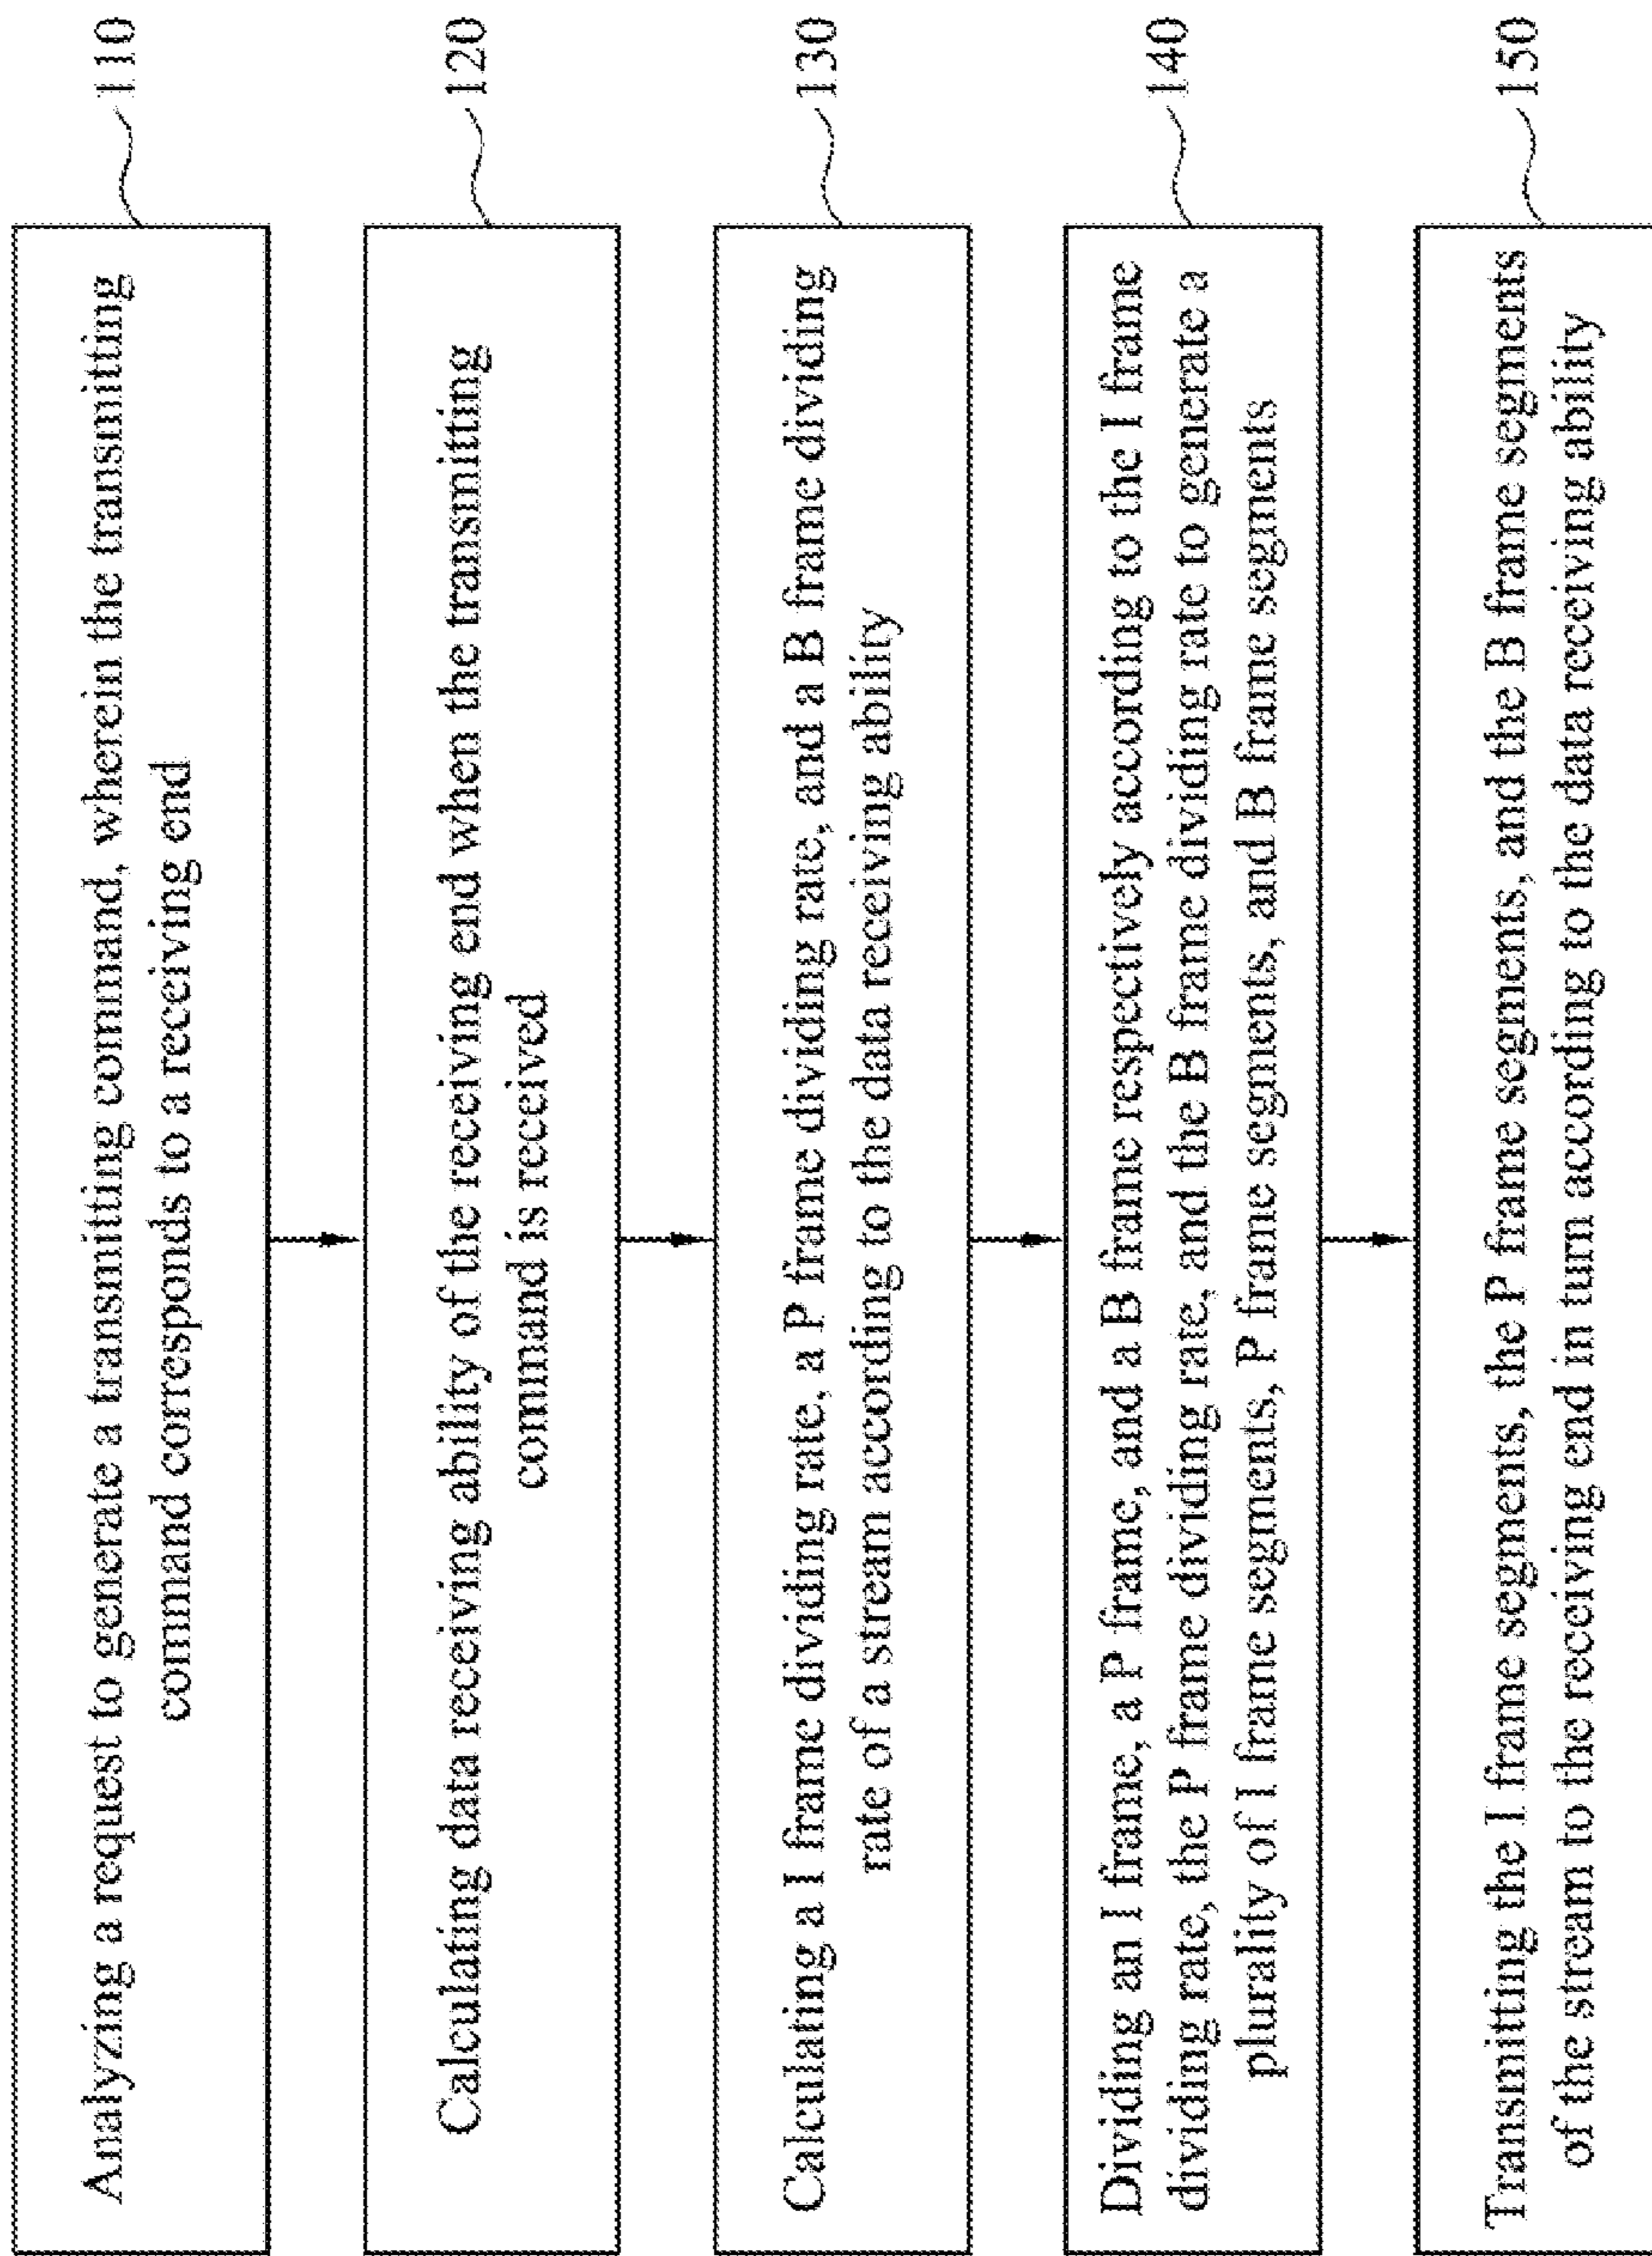 Analyzing a request to generate a transmitting command, wherein the transmitting
command corresponds to a receiving end
110
Calculating data receiving ability of the receiving end when the transmitting
command is received
120
Calculating a I frame dividing rate, a P frame dividing rate, and a B frame dividing
rate of a stream according to the data receiving ability
130
Dividing an I frame, a P frame, and a B frame respectively according to the I frame
dividing rate, the P frame dividing rate, and the B frame dividing rate to generate a
plurality of I frame segments, P frame segments, and B frame segments
140
Transmitting the I frame segments, the P frame segments, and the B frame segments
of the stream to the receiving end in turn according to the data receiving ability
150